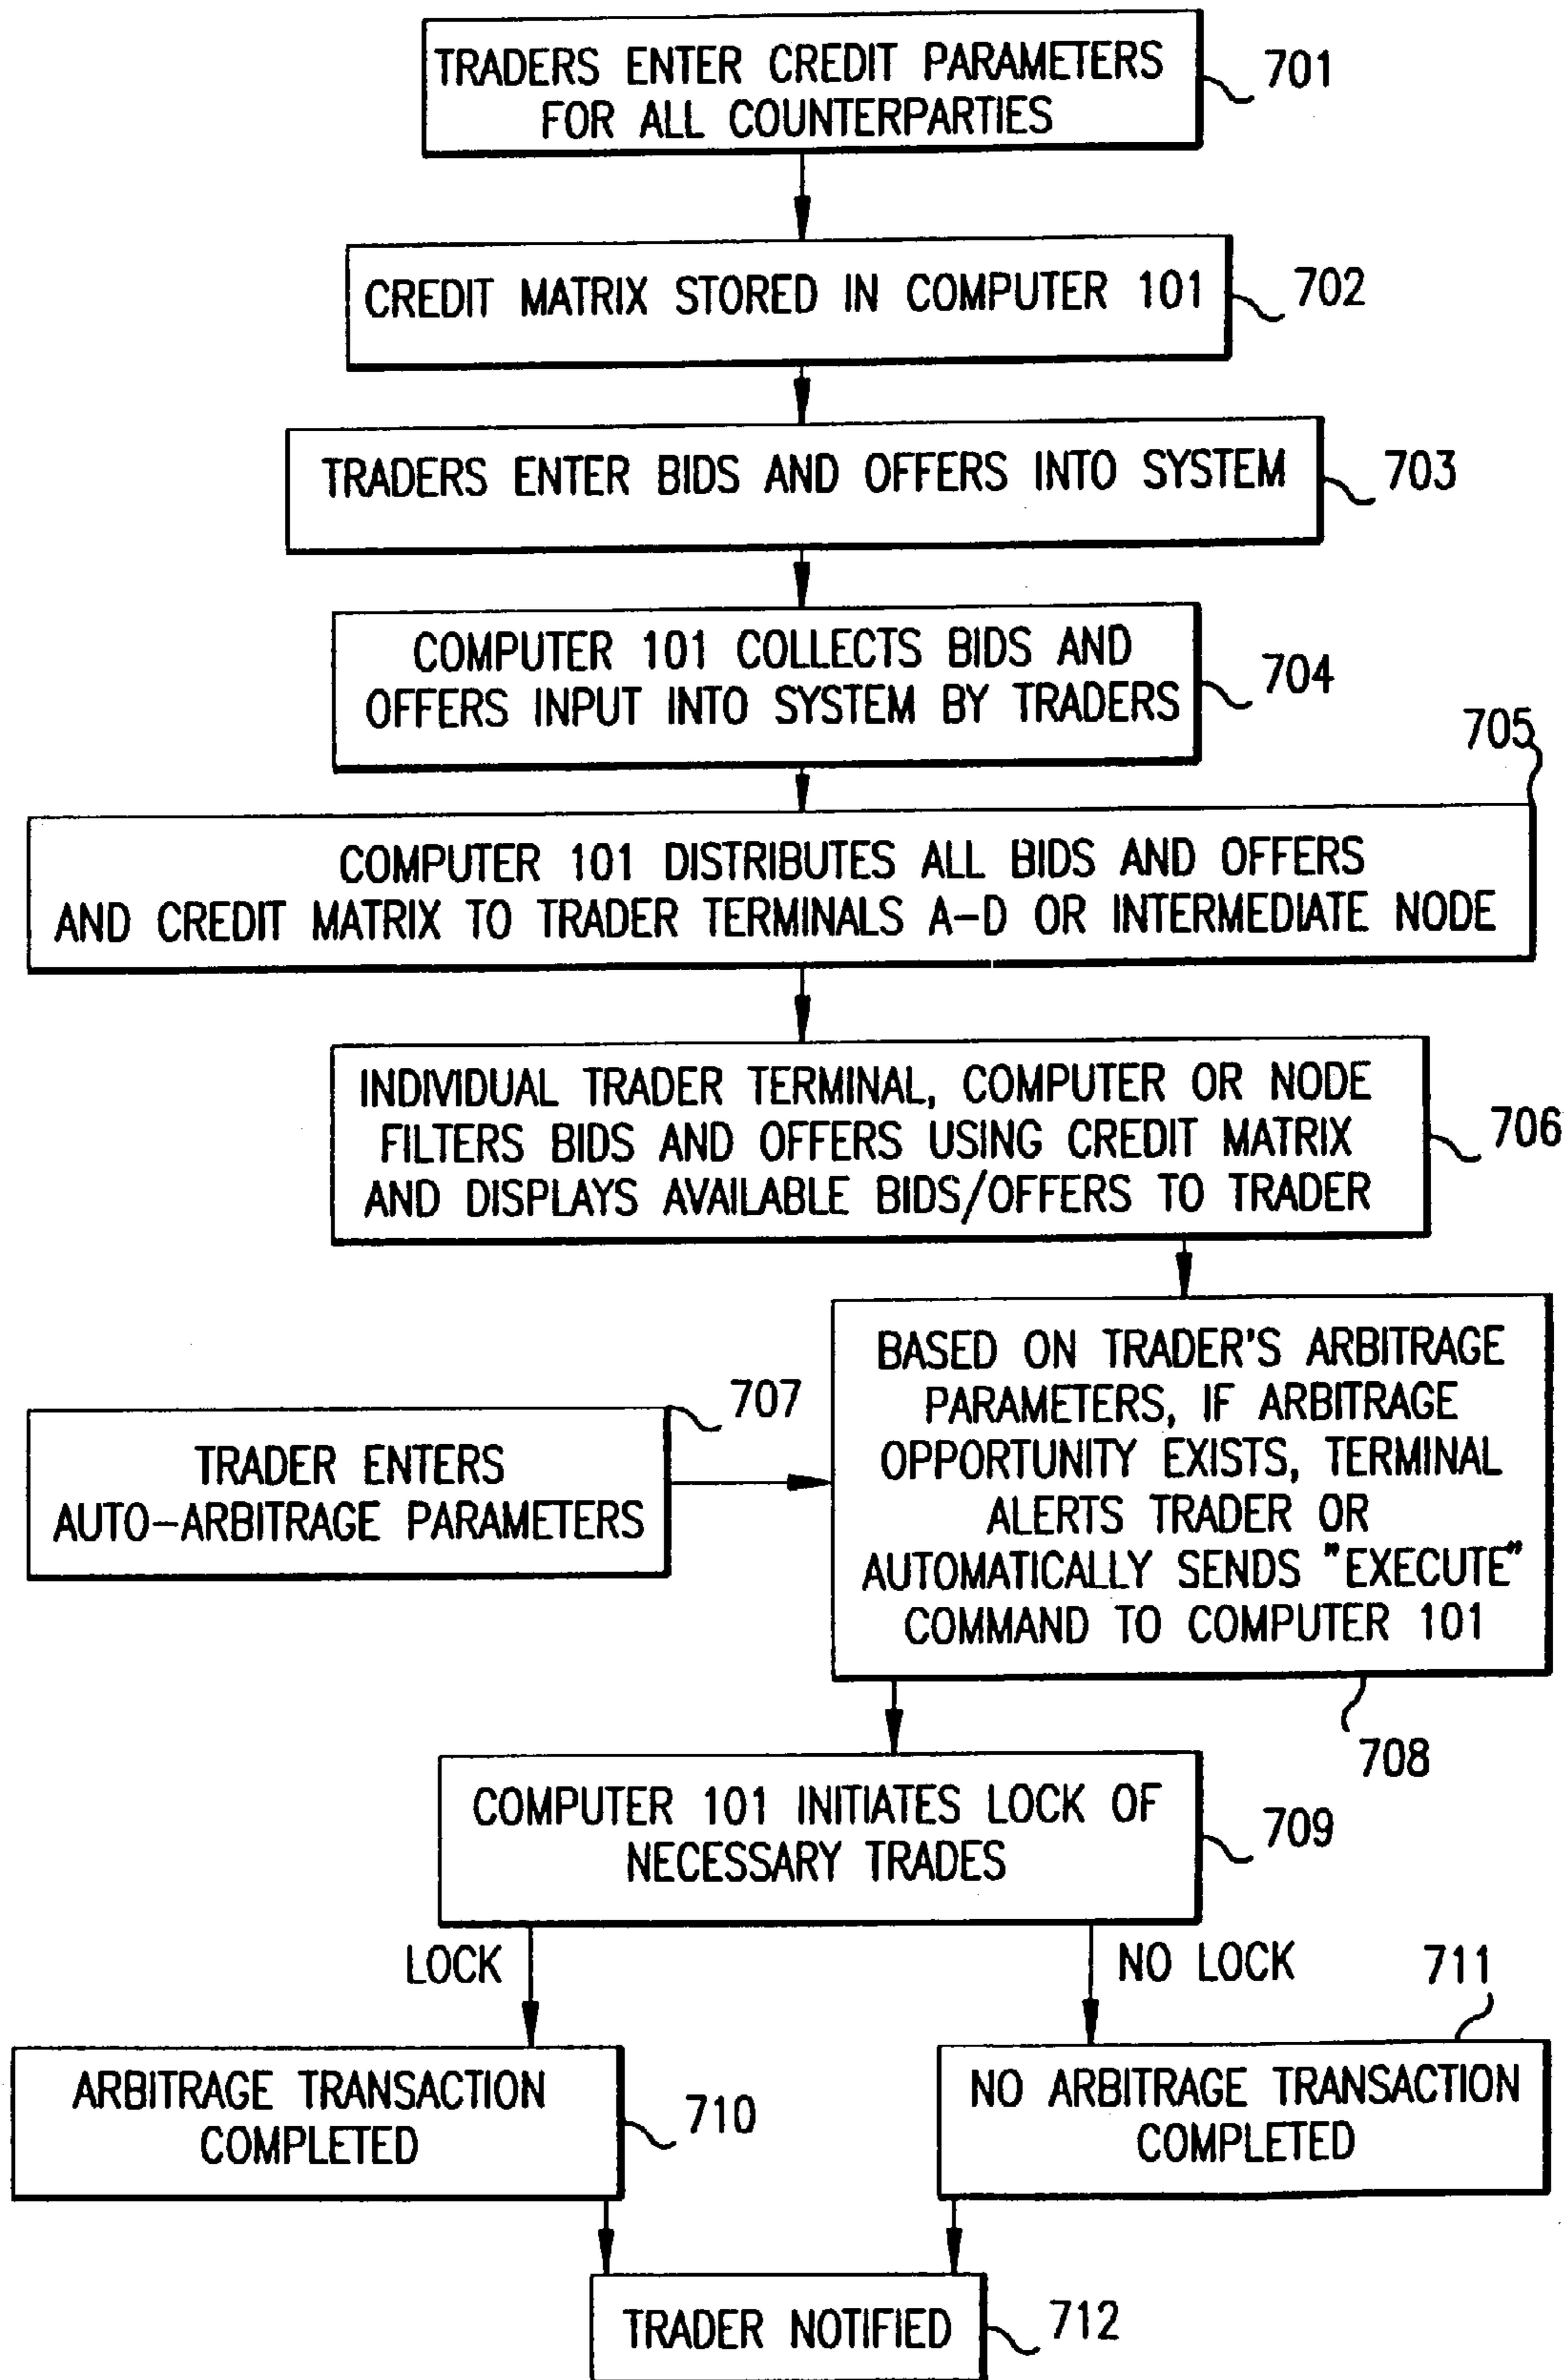 TRADERS ENTER CREDIT PARAMETERS
FOR ALL COUNTERPARTIES
701
CREDIT MATRIX STORED IN COMPUTER 101
702
TRADERS ENTER BIDS AND OFFERS INTO SYSTEM
703
COMPUTER 101 COLLECTS BIDS AND
OFFERS INPUT INTO SYSTEM BY TRADERS
704
705
COMPUTER 101 DISTRIBUTES ALL BIDS AND OFFERS
AND CREDIT MATRIX TO TRADER TERMINALS A-D OR INTERMEDIATE NODE
INDIVIDUAL TRADER TERMINAL, COMPUTER OR NODE
FILTERS BIDS AND OFFERS USING CREDIT MATRIX
AND DISPLAYS AVAILABLE BIDS/OFFERS TO TRADER
706
707
TRADER ENTERS
AUTO-ARBITRAGE PARAMETERS
BASED ON TRADER'S ARBITRAGE
PARAMETERS, IF ARBITRAGE
OPPORTUNITY EXISTS, TERMINAL
ALERTS TRADER OR
AUTOMATICALLY SENDS "EXECUTE"
COMMAND TO COMPUTER 101
708
COMPUTER 101 INITIATES LOCK OF
NECESSARY TRADES
709
LOCK
NO LOCK
711
ARBITRAGE TRANSACTION
COMPLETED
710
NO ARBITRAGE TRANSACTION
COMPLETED
TRADER NOTIFIED
712